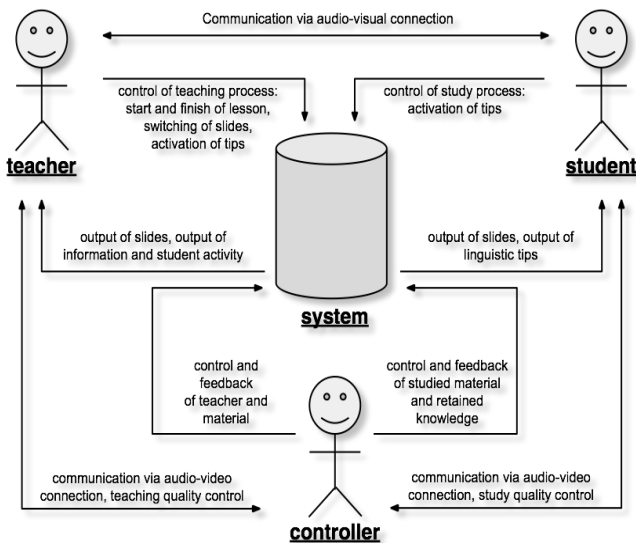 Communication via audio-visual connection
control of teaching process:
start and finish of lesson,
switching of slides,
activation of tips
control of study process:
activation of tips
teacher
student
output of slides, output of
information and student activity
output of slides, output of
linguistic tips
system
control and
feedback
of teacher and
material
control and feedback
of studied material
and retained
knowledge
communication via audio-video
connection, teaching quality control
communication via audio-video
connection, study quality control
controller